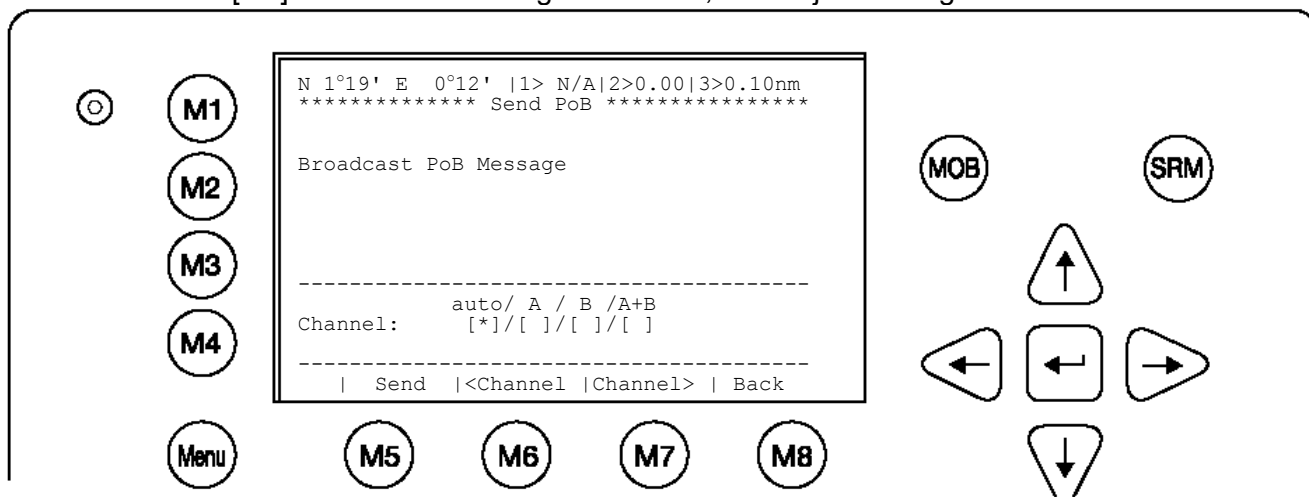 N 1°19' E  0°12' |1> N/A|2>0.00|3>0.10nm
************** Send PoB ****************
Broadcast PoB Message
----------------------------------------
auto/ A / B /A+B
Channel:     [*]/[ ]/[ ]/[ ]
----------------------------------------
|  Send  |<Channel |Channel> | Back
M1
M2
M3
M4
Menu
M5
M6
M7
M8
MOB
SRM